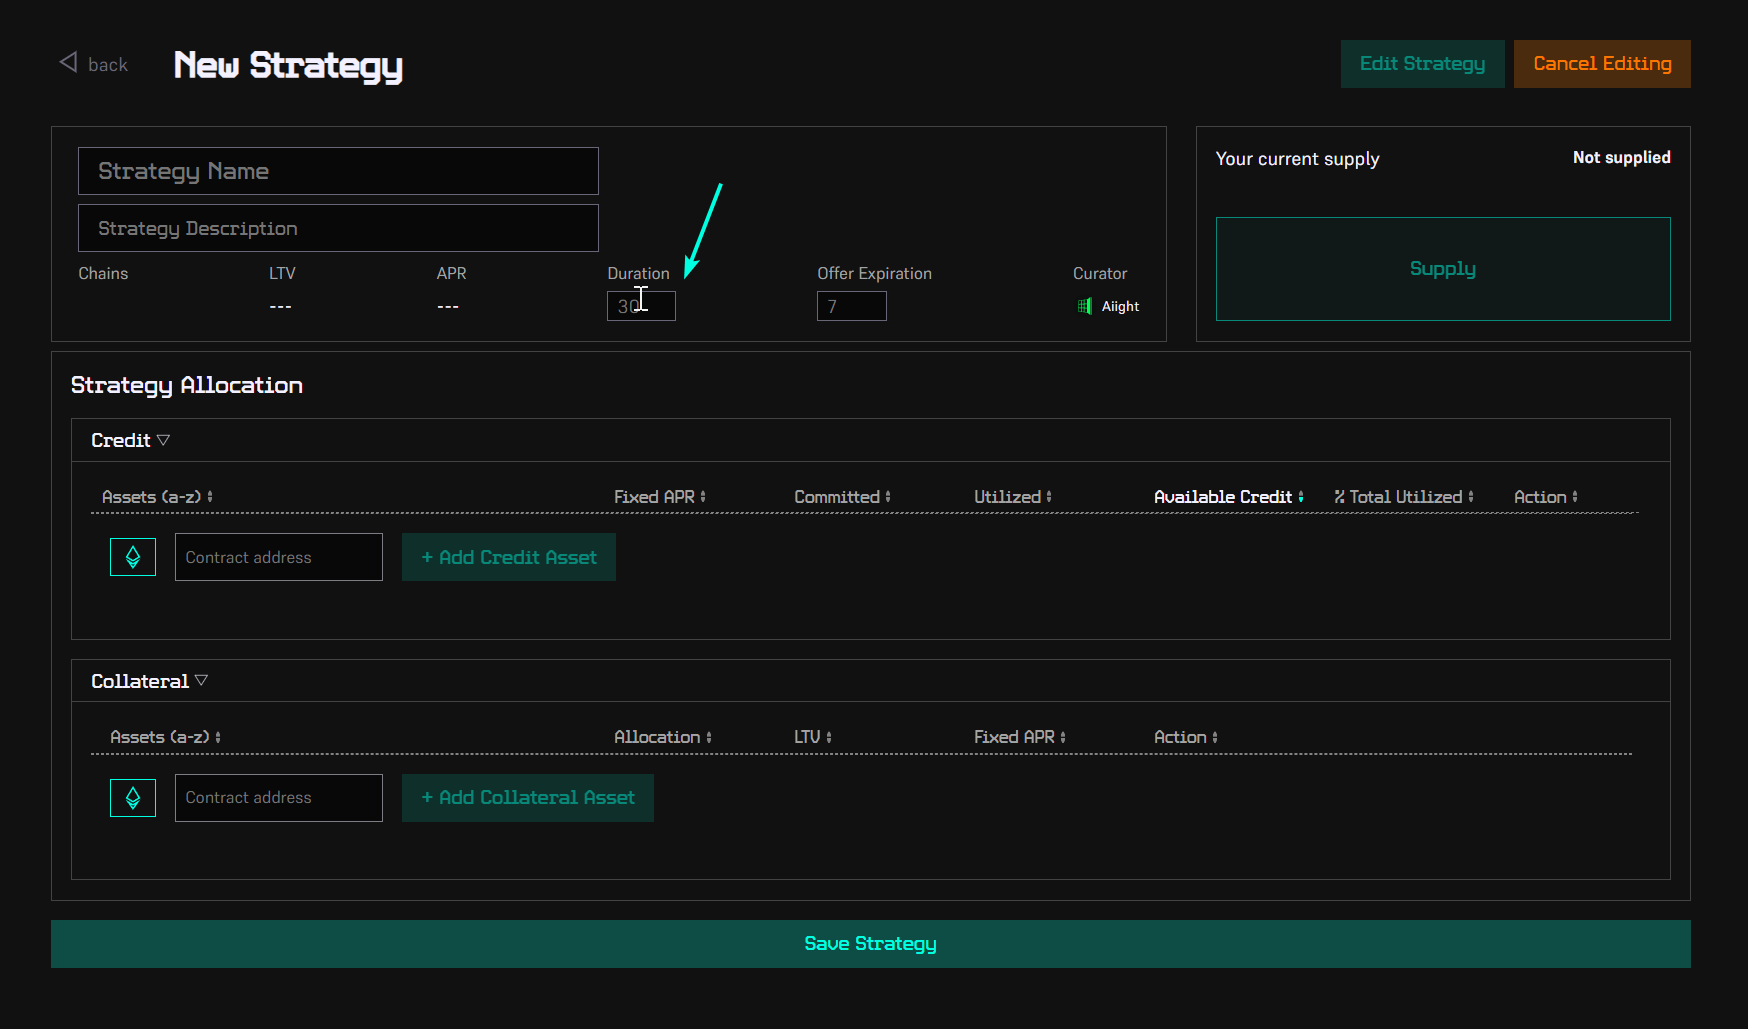 back
New Strategy
Edit Strategy
Cancel Editing
Strategy Name
Strategy Description
Chains
LTV
APR
Duration
Offer Expiration
Curator
---
---
30
7
Aiight
Your current supply
Not supplied
Supply
Strategy Allocation
Credit
Assets (a-z)
Fixed APR
Committed
Utilized
Available Credit
% Total Utilized
Action
Contract address
+ Add Credit Asset
Collateral
Assets (a-z)
Allocation
LTV
Fixed APR
Action
Contract address
+ Add Collateral Asset
Save Strategy